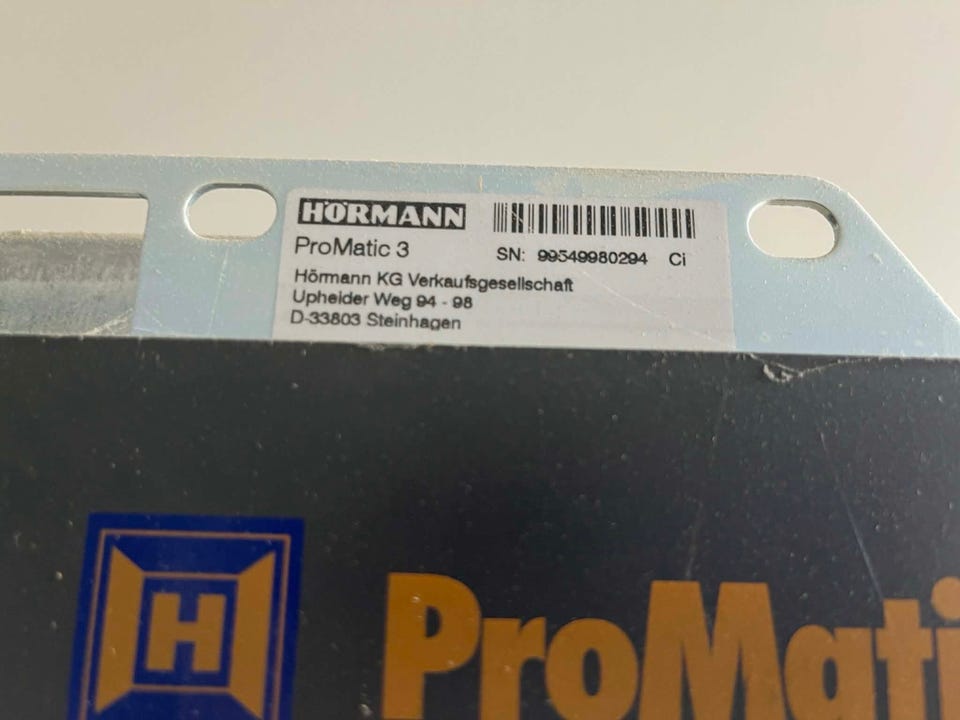 HÖRMANN
ProMatic 3
SN: 99549980294 Ci
Hörmann KG Verkaufsgesellschaft
Upheider Weg 94 - 98
D-33803 Steinhagen
H
ProMati